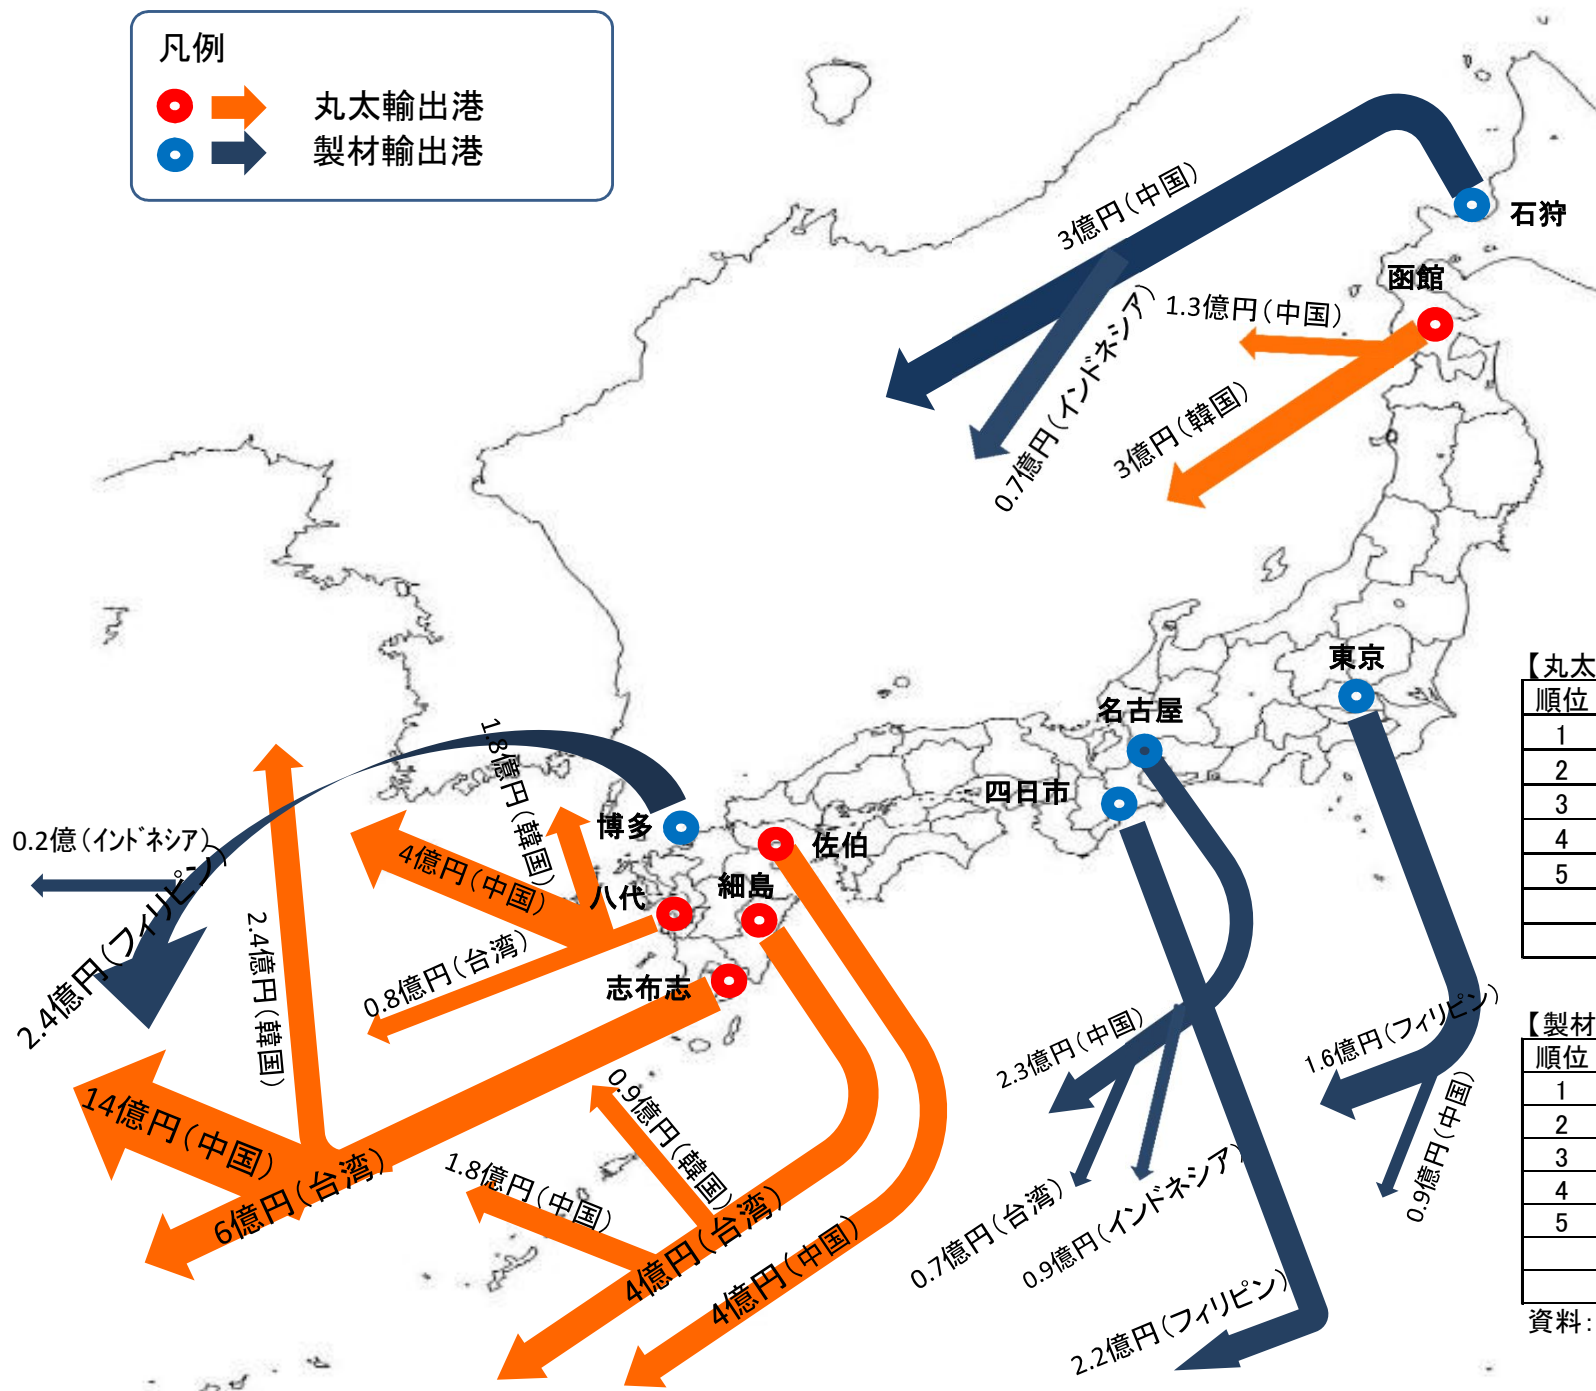 凡例
丸太輸出港
製材輸出港
3億円(中国)
石狩
函館
0.7億円(インドネシア)
1.3億円(中国)
3億円(韓国)
東京
名古屋
四日市
博多
佐伯
細島
八代
志布志
1.8億円(韓国)
4億円(中国)
0.8億円(台湾)
0.2億(インドネシア)
2.4億円(フィリピン)
2.4億円(韓国)
14億円(中国)
6億円(台湾)
0.9億円(韓国)
1.8億円(中国)
4億円(台湾)
4億円(中国)
2.3億円(中国)
0.7億円(台湾)
0.9億円(インドネシア)
2.2億円(フィリピン)
1.6億円(フィリピン)
0.9億円(中国)
【丸太
順位
1
2
3
4
5
【製材
順位
1
2
3
4
5
資料: